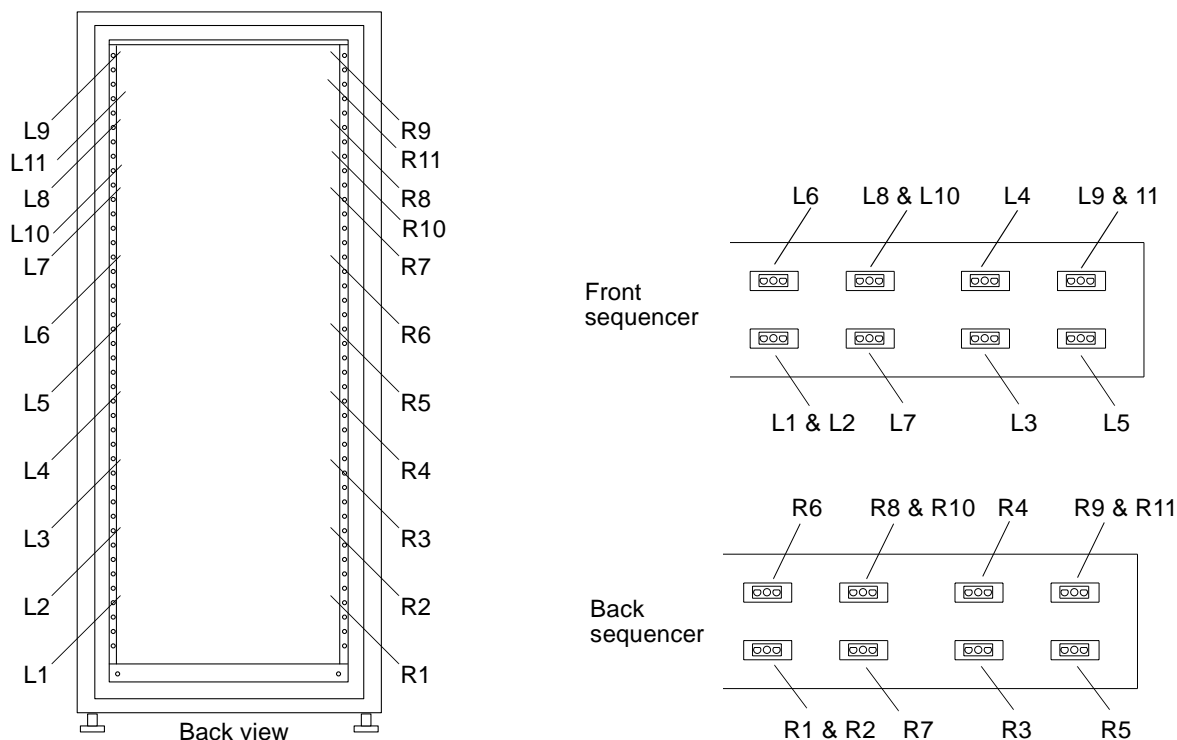 L9
L11
L8
L10
L7
L6
L5
L4
L3
L2
L1
R9
R11
R8
R10
R7
R6
R5
R4
R3
R2
R1
Back view
L6 L8 & L10 L4 L9 & 11
Front
sequencer
L1 & L2 L7 L3 L5
R6 R8 & R10 R4 R9 & R11
Back
sequencer
R1 & R2 R7 R3 R5